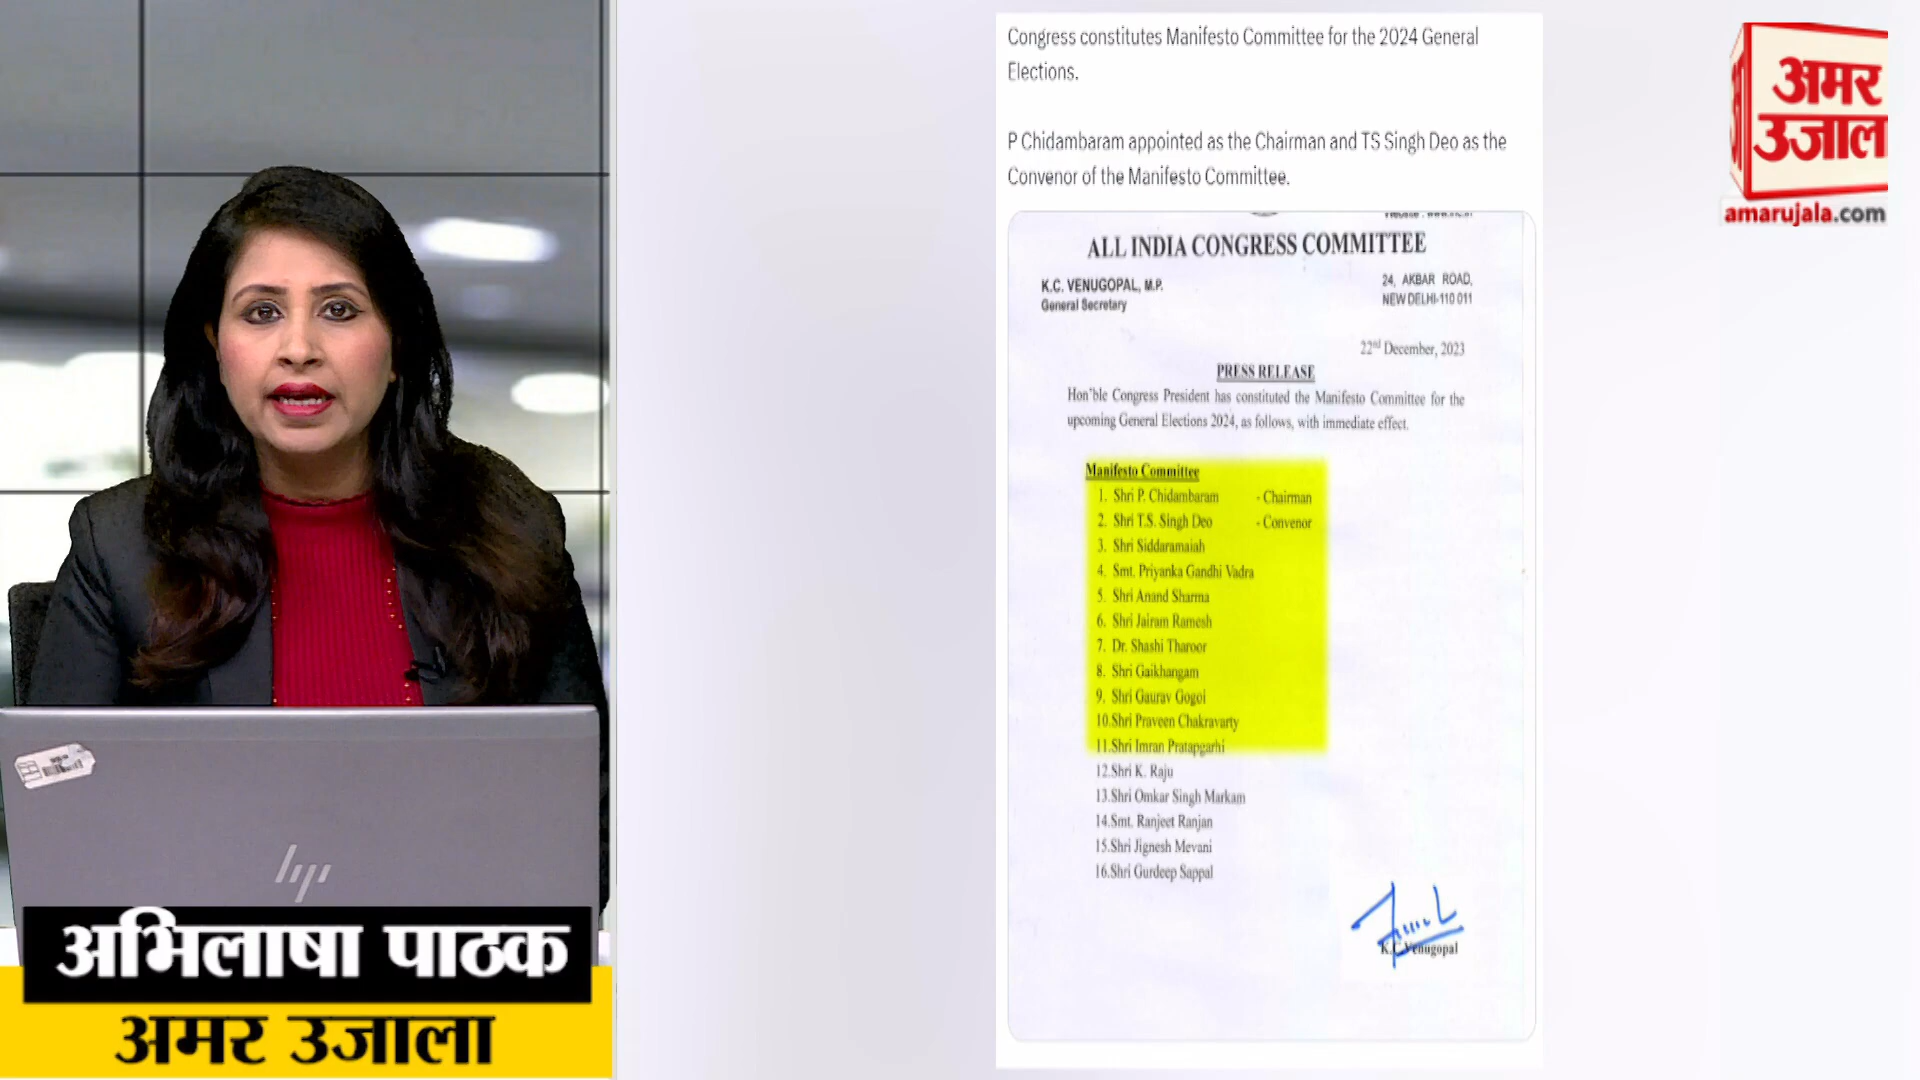 Congress constitutes Manifesto Committee for the 2024 General
Elections.
P Chidambaram appointed as the Chairman and TS Singh Deo as the
Convenor of the Manifesto Committee.
ALL INDIA CONGRESS COMMITTEE
K.C. VENUGOPAL, M.P.
General Secretary
24, AKBAR ROAD,
NEW DELHI-110 011
22nd December, 2023
PRESS RELEASE
Hon'ble Congress President has constituted the Manifesto Committee for the
upcoming General Elections 2024, as follows, with immediate effect.
Manifesto Committee
1. Shri P. Chidambaram - Chairman
2. Shri T.S. Singh Deo - Convenor
3. Shri Siddaramaiah
4. Smt. Priyanka Gandhi Vadra
5. Shri Anand Sharma
6. Shri Jairam Ramesh
7. Dr. Shashi Tharoor
8. Shri Gaikhangam
9. Shri Gaurav Gogoi
10.Shri Praveen Chakravarty
11.Shri Imran Pratapgarhi
12.Shri K. Raju
13.Shri Omkar Singh Markam
14.Smt. Ranjeet Ranjan
15.Shri Jignesh Mevani
16.Shri Gurdeep Sappal
K.C. Venugopal
अमर
उजाला
amarujala.com
hp
अभिलाषा पाठक
अमर उजाला